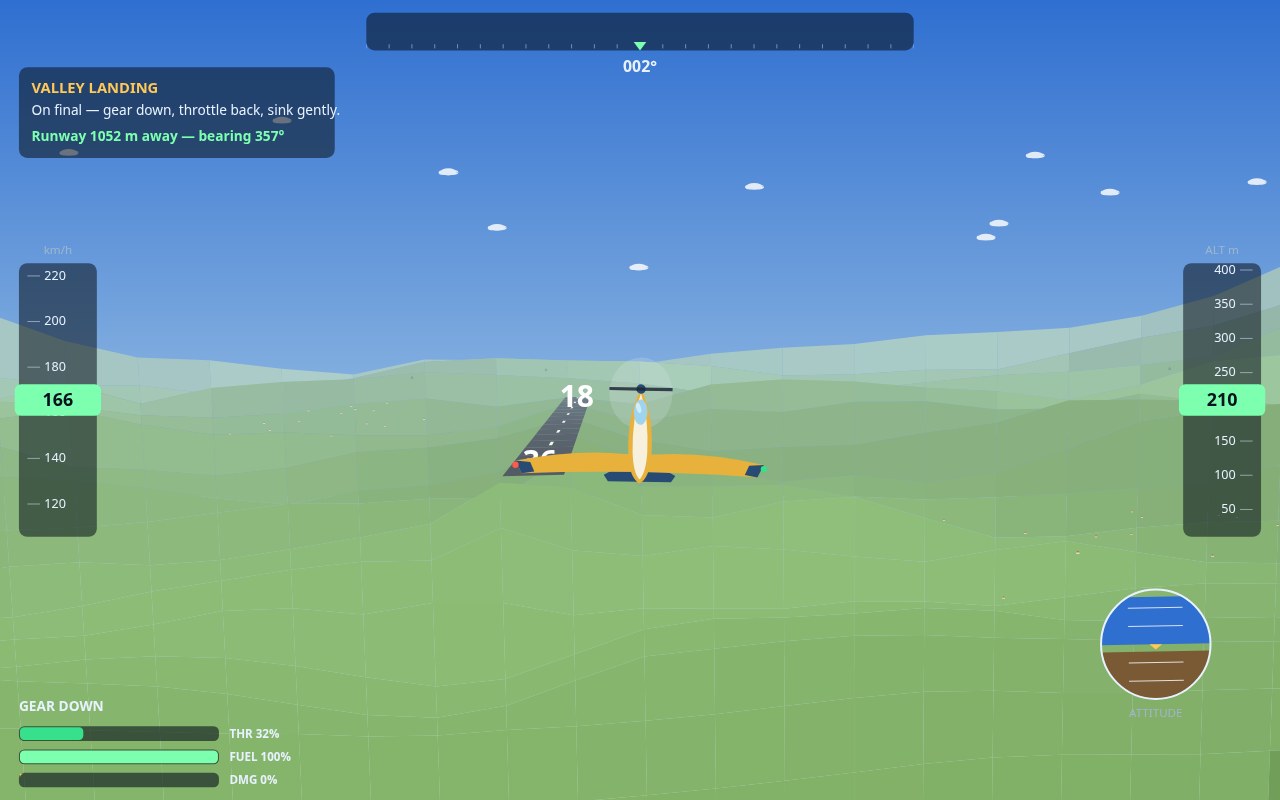 002°
VALLEY LANDING
On final — gear down, throttle back, sink gently.
Runway 1052 m away — bearing 357°
km/h
220
200
180
166
140
120
ALT m
400
350
300
250
210
150
100
50
18
36
GEAR DOWN
THR 32%
FUEL 100%
DMG 0%
ATTITUDE